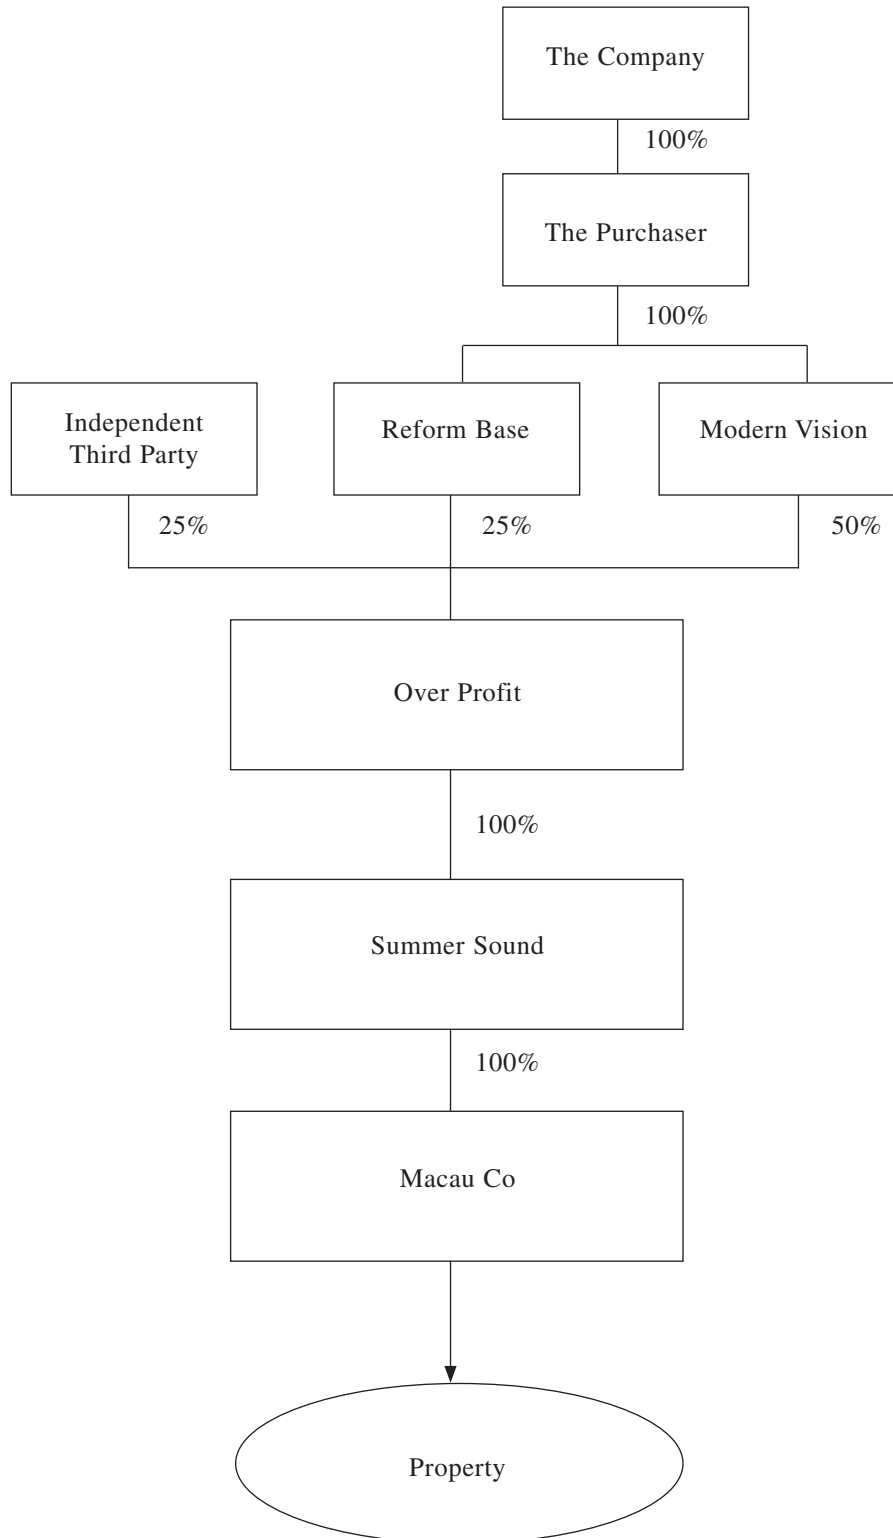 The Company
100%
The Purchaser
100%
Independent
Third Party
Reform Base
Modern Vision
25%
25%
50%
Over Profit
100%
Summer Sound
100%
Macau Co
Property